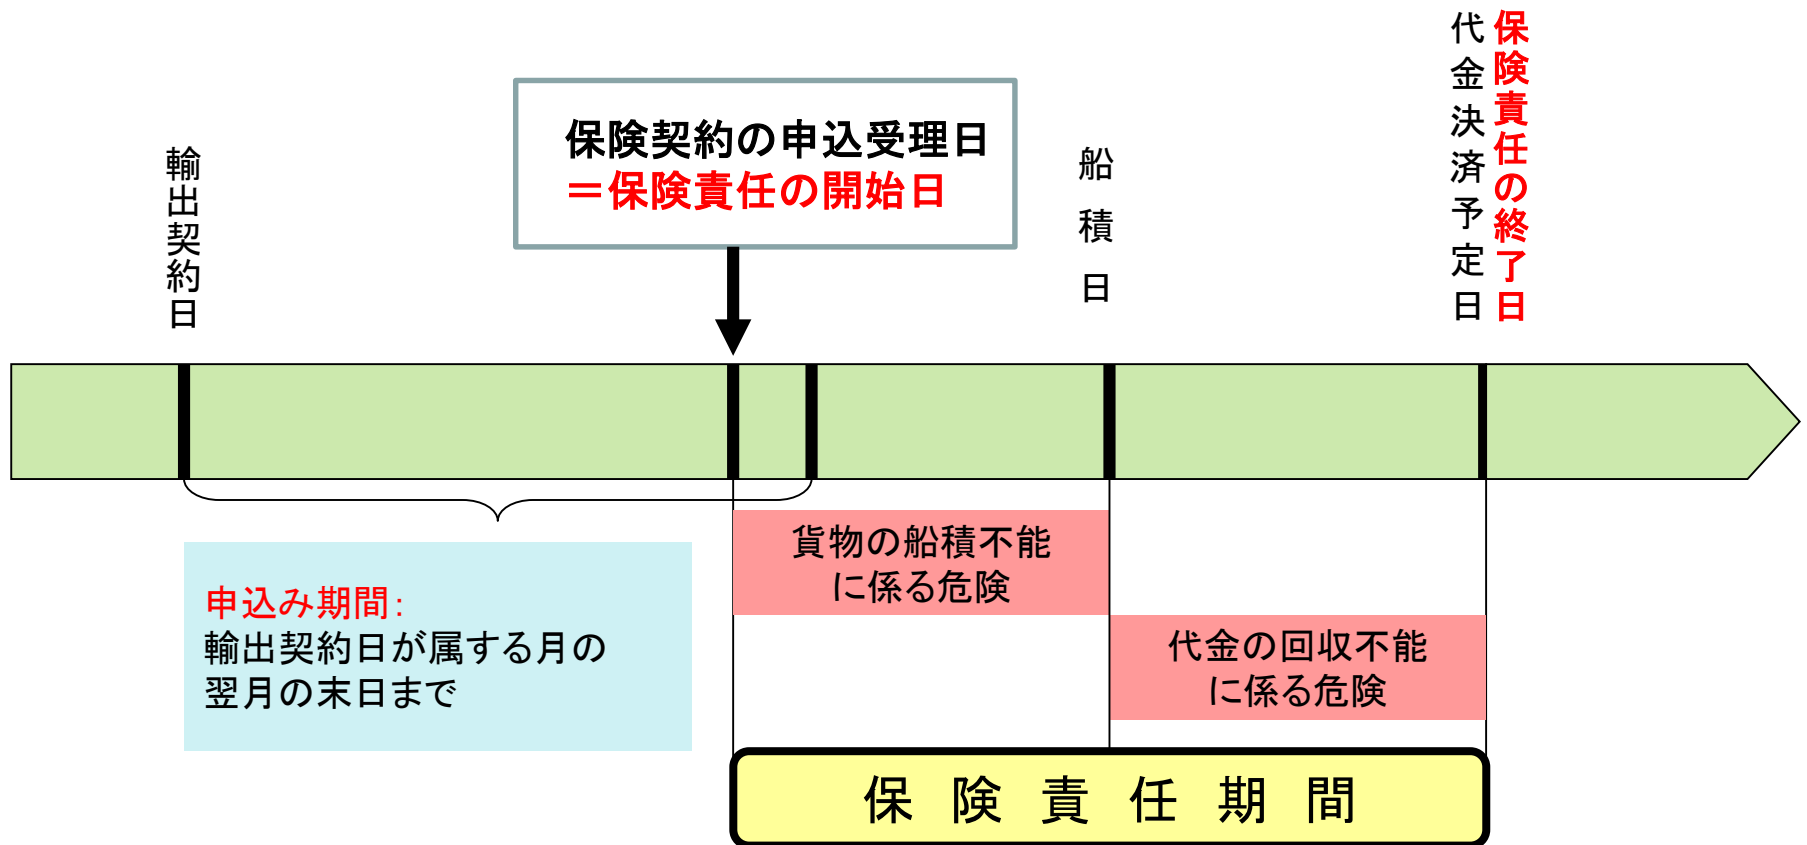 輸出契約日
保険契約の申込受理日
＝保険責任の開始日
船積日
保険責任の終了日
代金決済予定日
申込み期間：
輸出契約日が属する月の
翌月の末日まで
貨物の船積不能
に係る危険
代金の回収不能
に係る危険
保険責任期間